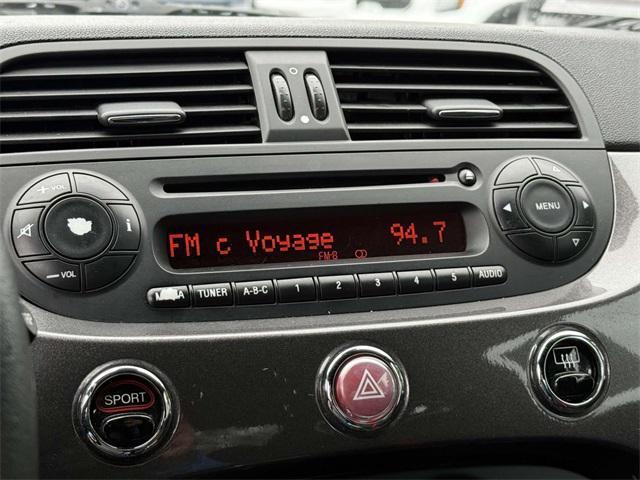 + VOL
MENU
i
FM c Voyage 94.7
FM-B
- VOL
TUNER A-B-C 1 2 3 4 5 AUDIO
SPORT